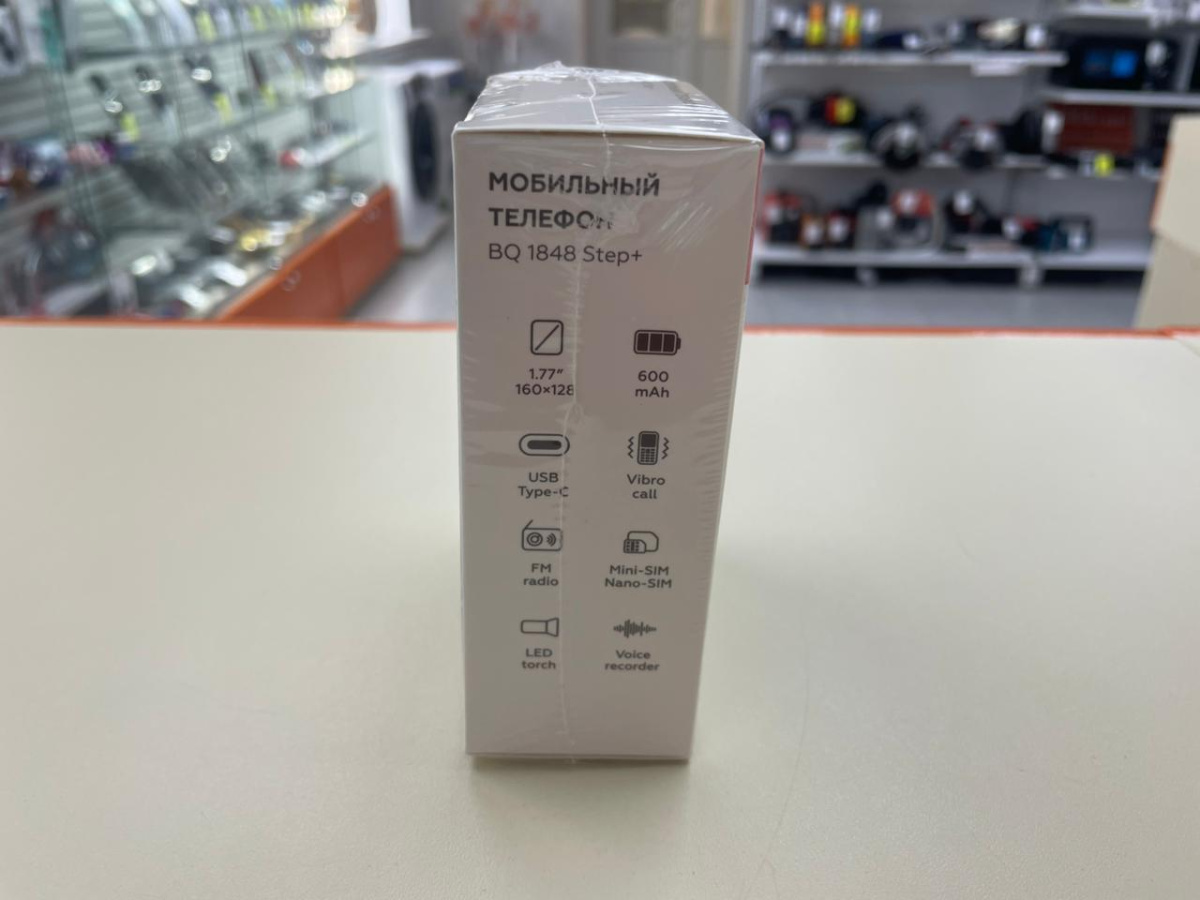 МОБИЛЬНЫЙ
ТЕЛЕФОН
BQ 1848 Step+
1.77”
160×128
600
mAh
USB
Type-C
Vibro
call
FM
radio
Mini-SIM
Nano-SIM
LED
torch
Voice
recorder